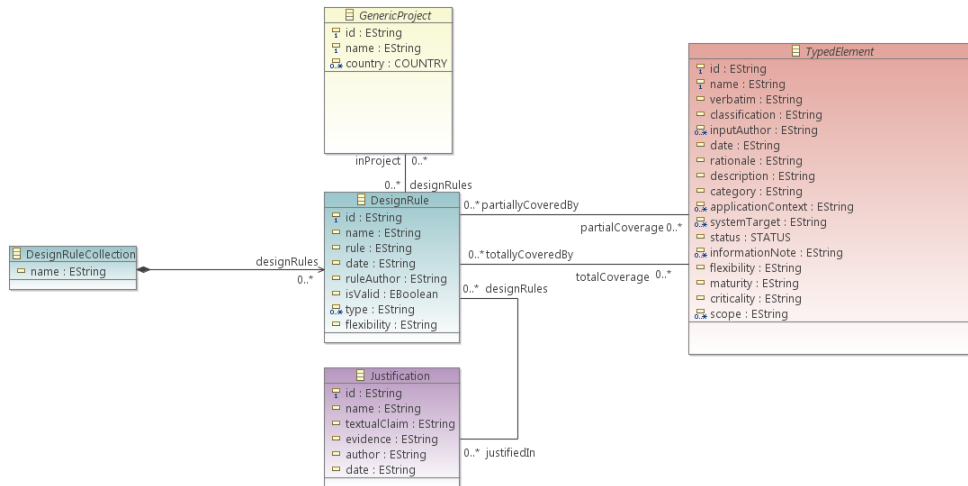 GenericProject
id : EString
name : EString
country : COUNTRY
inProject 0..*
0..* designRules
TypedElement
id : EString
name : EString
verbatim : EString
classification : EString
inputAuthor : EString
date : EString
rationale : EString
description : EString
category : EString
applicationContext : EString
systemTarget : EString
status : STATUS
informationNote : EString
flexibility : EString
maturity : EString
criticality : EString
scope : EString
DesignRule
id : EString
name : EString
rule : EString
date : EString
ruleAuthor : EString
isValid : EBoolean
type : EString
flexibility : EString
0..* partiallyCoveredBy
partialCoverage 0..*
0..* totallyCoveredBy
totalCoverage 0..*
0..* designRules
DesignRuleCollection
name : EString
designRules
0..*
Justification
id : EString
name : EString
textualClaim : EString
evidence : EString
author : EString
date : EString
0..* justifiedIn